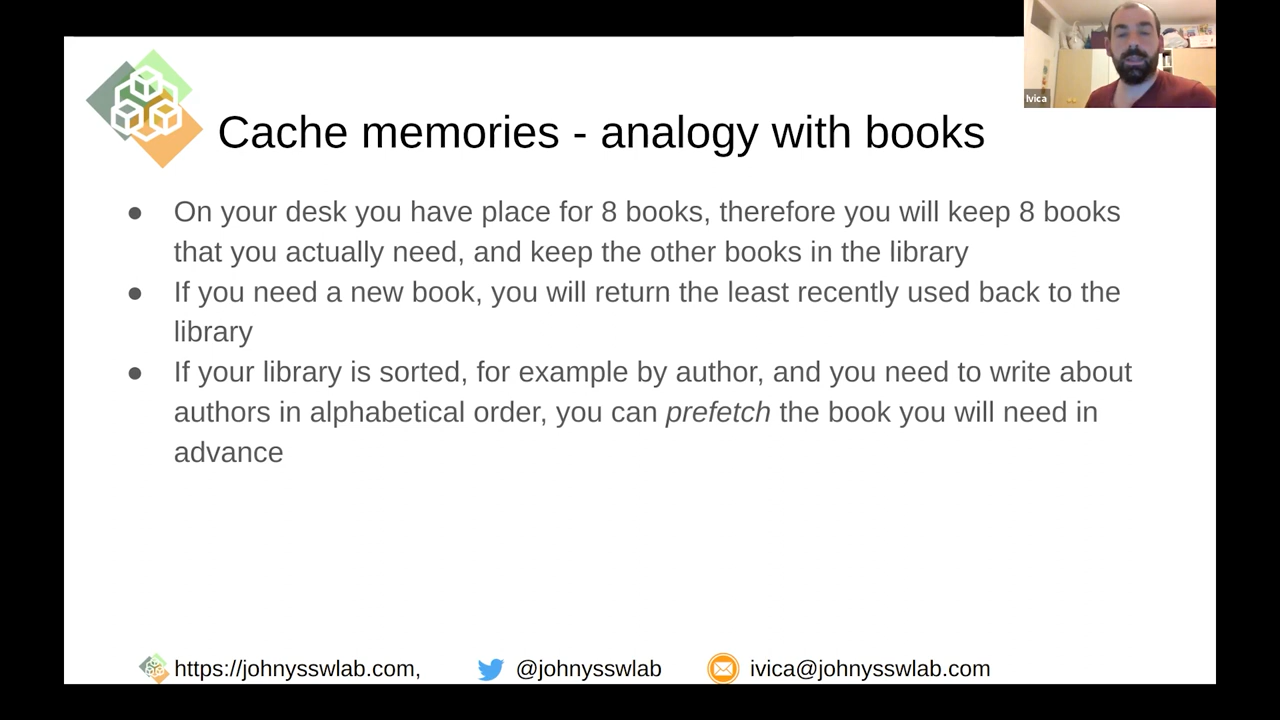 Ivica
Cache memories - analogy with books
● On your desk you have place for 8 books, therefore you will keep 8 books
that you actually need, and keep the other books in the library
● If you need a new book, you will return the least recently used back to the
library
● If your library is sorted, for example by author, and you need to write about
authors in alphabetical order, you can prefetch the book you will need in
advance
https://johnysswlab.com, @johnysswlab ivica@johnysswlab.com